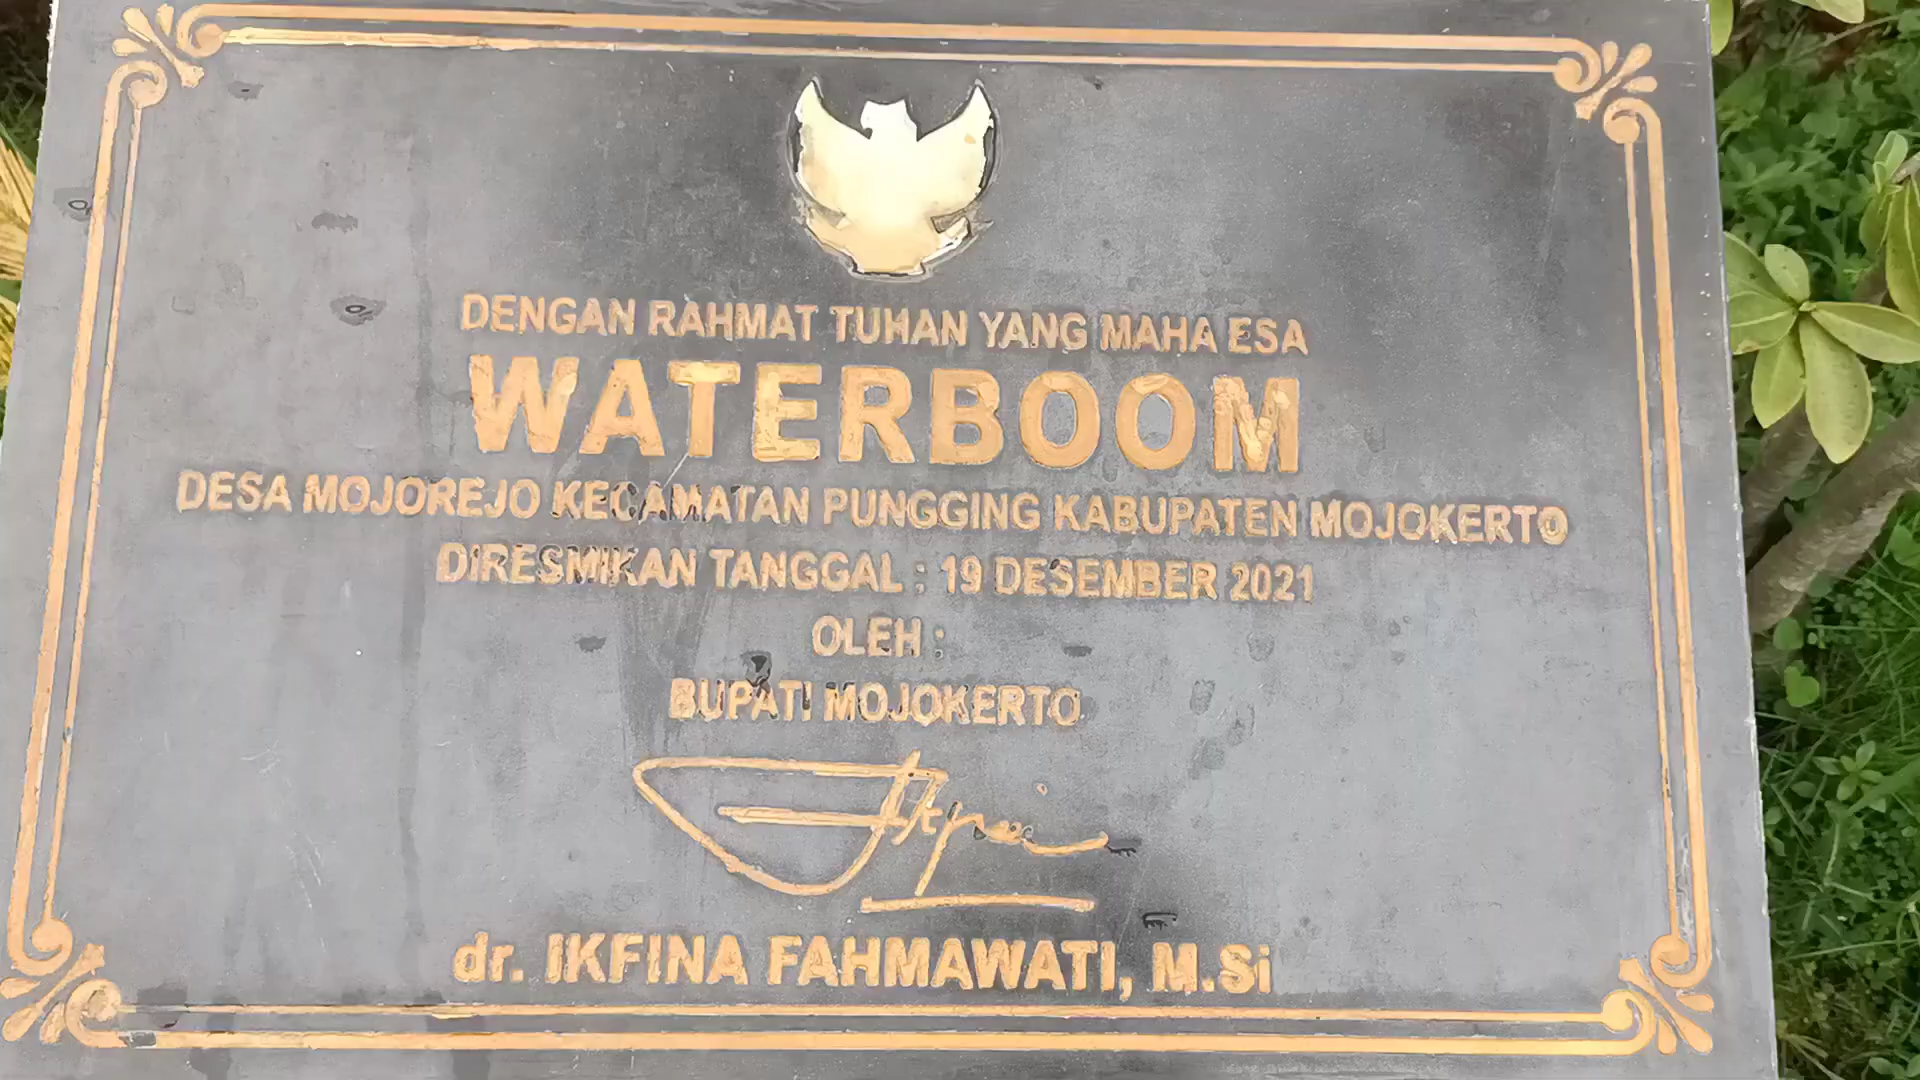 DENGAN RAHMAT TUHAN YANG MAHA ESA
WATERBOOM
DESA MOJOREJO KECAMATAN PUNGGING KABUPATEN MOJOKERTO
DIRESMIKAN TANGGAL : 19 DESEMBER 2021
OLEH :
BUPATI MOJOKERTO
dr. IKFINA FAHMAWATI, M.Si